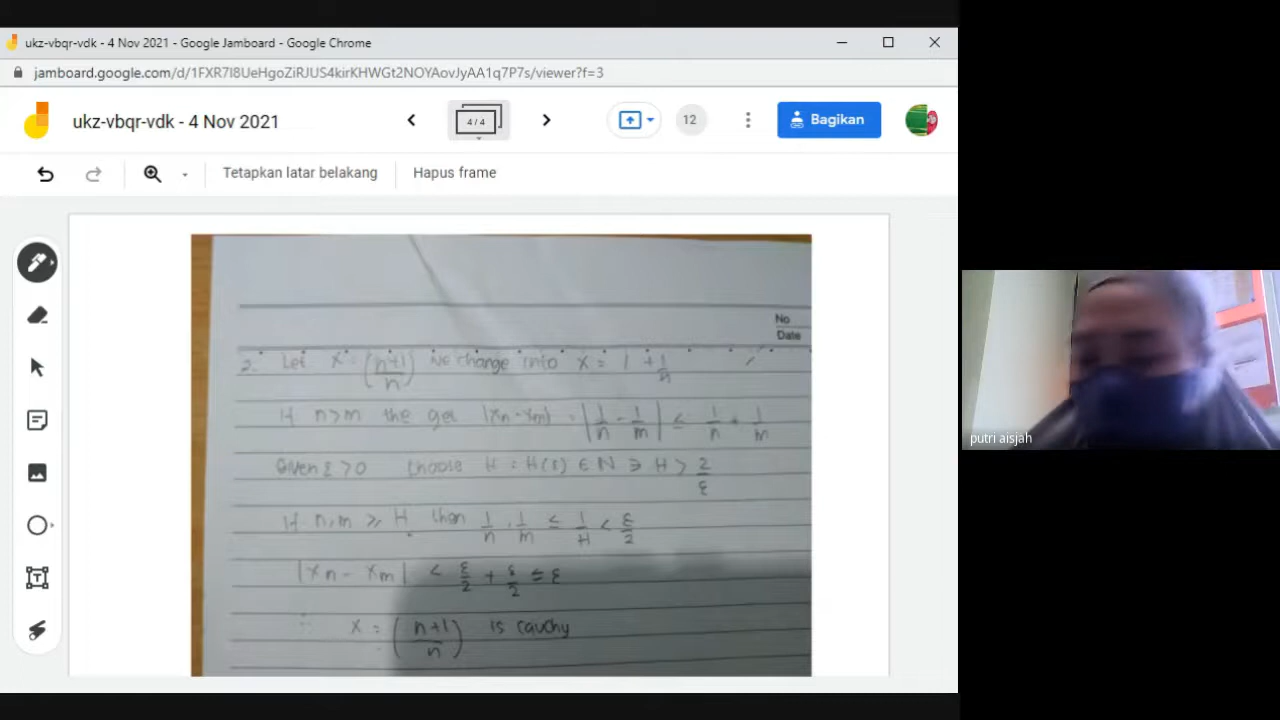 ukz-vbqr-vdk - 4 Nov 2021 - Google Jamboard - Google Chrome
jamboard.google.com/d/1FXR7I8UeHgoZiRJUS4kirKHWGt2NOYAovJyAA1q7P7s/viewer?f=3
ukz-vbqr-vdk - 4 Nov 2021
4 / 4
12
Bagikan
Tetapkan latar belakang
Hapus frame
No
Date
2. Let X = (n+1/n) we change into X = 1 + 1/n
If n>m the get |xn - xm| = |1/n - 1/m| ≤ 1/n + 1/m
Given ε > 0 choose H = H(ε) ∈ N ∋ H > 2/ε
If n,m ≥ H then 1/n , 1/m ≤ 1/H < ε/2
|xn - xm| < ε/2 + ε/2 ≤ ε
∴ X = (n+1/n) is cauchy
putri aisjah